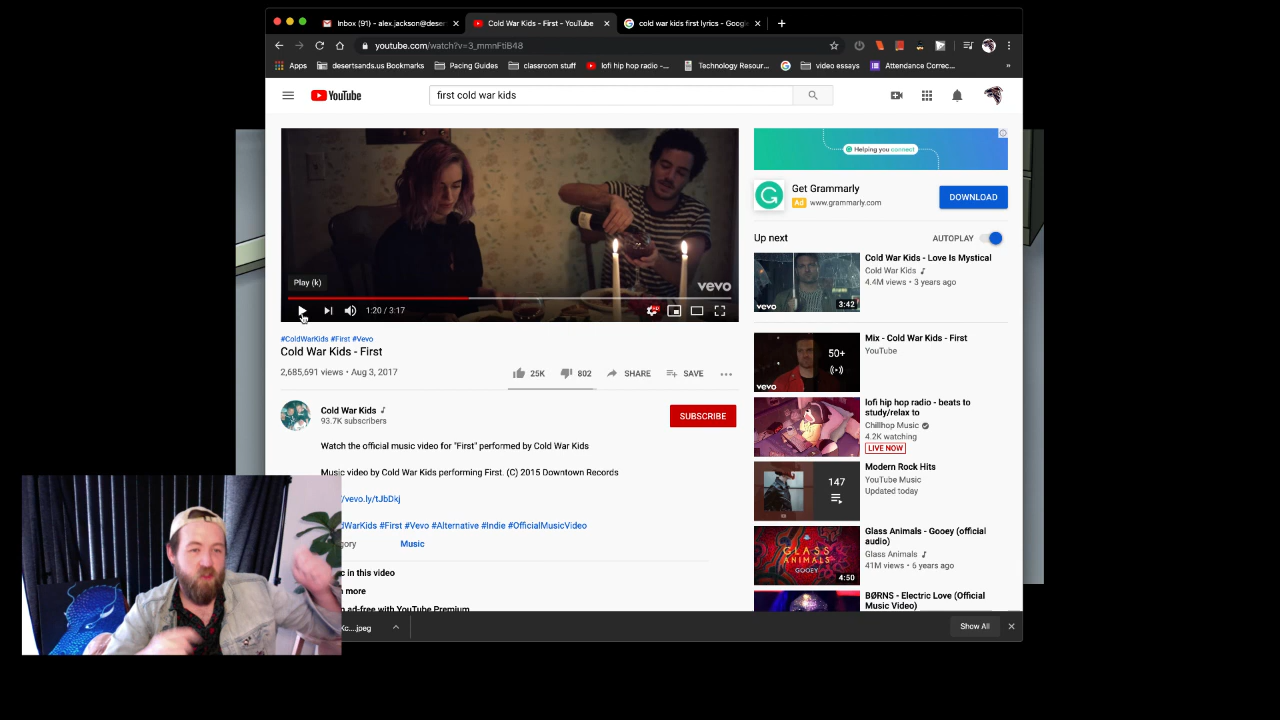 Inbox (91) - alex.jackson@deser
Cold War Kids - First - YouTube
cold war kids first lyrics - Googl
youtube.com/watch?v=3_mmnFtiB48
Apps
desertsands.us Bookmarks
Pacing Guides
classroom stuff
lofi hip hop radio -...
Technology Resour...
video essays
Attendance Correc...
»
YouTube
first cold war kids
Play (k)
vevo
1:20 / 3:17
#ColdWarKids #First #Vevo
Cold War Kids - First
2,685,691 views • Aug 3, 2017
25K
802
SHARE
SAVE
Cold War Kids
93.7K subscribers
SUBSCRIBE
Watch the official music video for "First" performed by Cold War Kids
Music video by Cold War Kids performing First. (C) 2015 Downtown Records
/vevo.ly/tJbDkj
dWarKids #First #Vevo #Alternative #Indie #OfficialMusicVideo
gory
Music
c in this video
more
ad-free with YouTube Premium
c....jpeg
Helping you connect
Get Grammarly
Ad www.grammarly.com
DOWNLOAD
Up next
AUTOPLAY
vevo
3:42
Cold War Kids - Love Is Mystical
Cold War Kids
4.4M views • 3 years ago
50+
vevo
Mix - Cold War Kids - First
YouTube
lofi hip hop radio - beats to
study/relax to
Chillhop Music
4.2K watching
LIVE NOW
147
Modern Rock Hits
YouTube Music
Updated today
GLASS
ANIMALS
GOOEY
4:50
Glass Animals - Gooey (official
audio)
Glass Animals
41M views • 6 years ago
BØRNS - Electric Love (Official
Music Video)
Show All